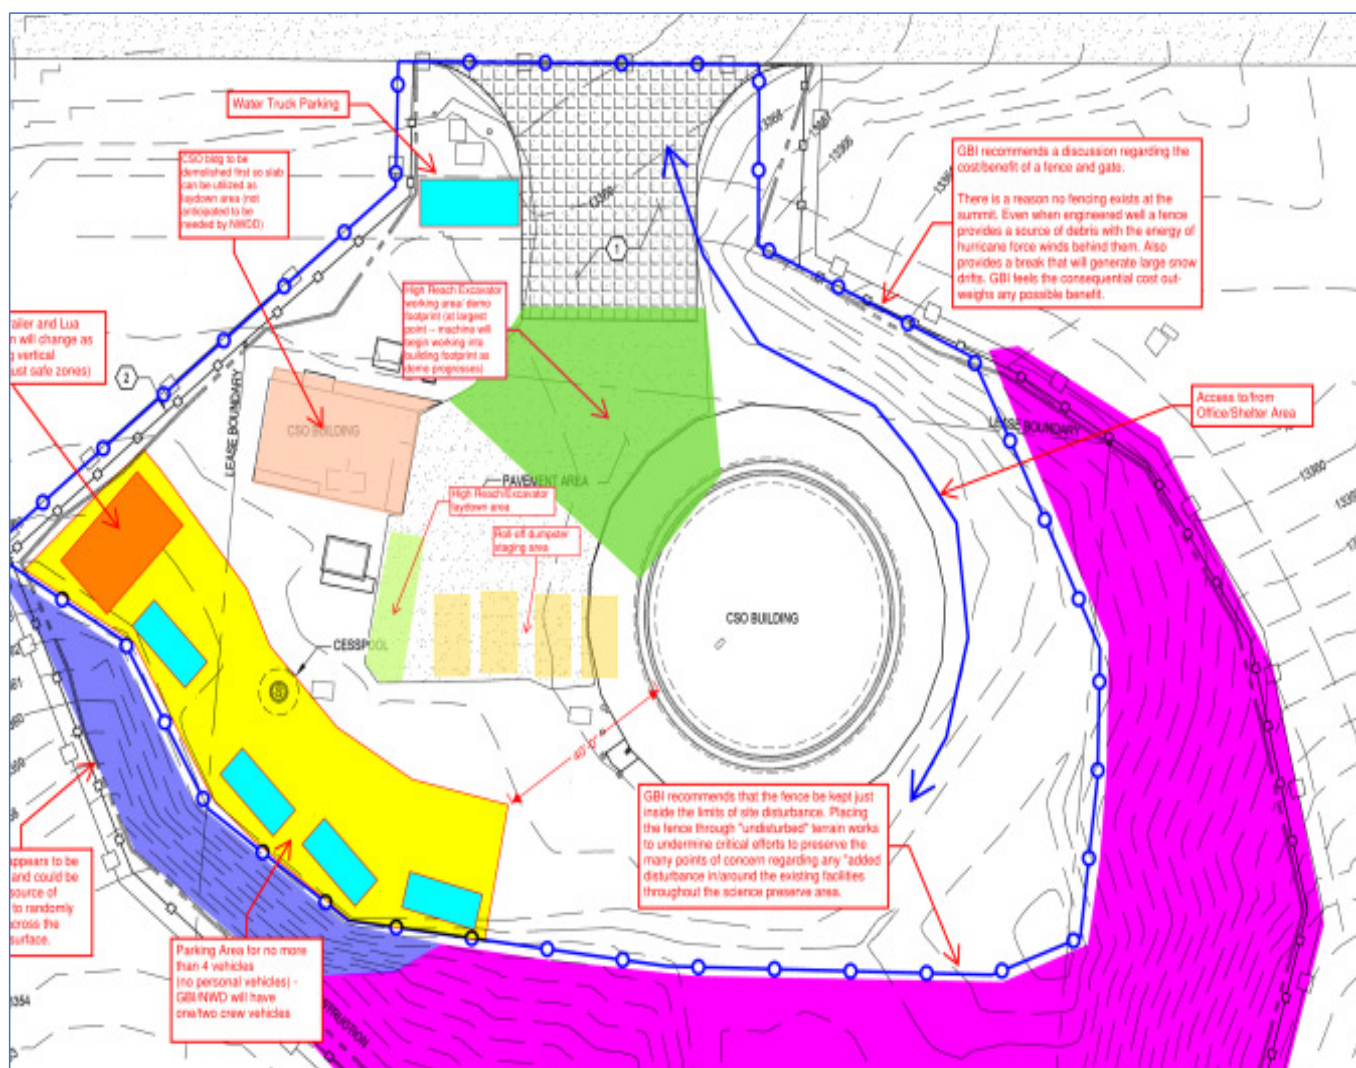 Water Truck Parking
CSO bldg to be
demolished first so slab
can be utilized as
laydown area (not
anticipated to be
needed by NWDD)
GBI recommends a discussion regarding the
cost/benefit of a fence and gate.
There is a reason no fencing exists at the
summit. Even when engineered well a fence
provides a source of debris with the energy of
hurricane force winds behind them. Also
provides a break that will generate large snow
drifts. GBI feels the consequential cost out-
weighs any possible benefit.
13368
13367
13366
13369
1
High Reach Excavator
working area/ demo
footprint (at largest
point -- machine will
begin working into
building footprint as
demo progresses)
railer and Lua
n will change as
g vertical
ust safe zones)
2
LEASE BOUNDARY
CSO BUILDING
Access to/from
Office/Shelter Area
LEASE BOUNDARY
13360
PAVEMENT AREA
High Reach/Excavator
laydown area
Roll-off dumpster
staging area
CSO BUILDING
CESSPOOL
S
40'-0"
GBI recommends that the fence be kept just
inside the limits of site disturbance. Placing
the fence through "undisturbed" terrain works
to undermine critical efforts to preserve the
many points of concern regarding any "added
disturbance in/around the existing facilities
throughout the science preserve area.
appears to be
and could be
source of
to randomly
cross the
surface.
Parking Area for no more
than 4 vehicles
(no personal vehicles) -
GBI/NWD will have
one/two crew vehicles
3354
STRUCTION